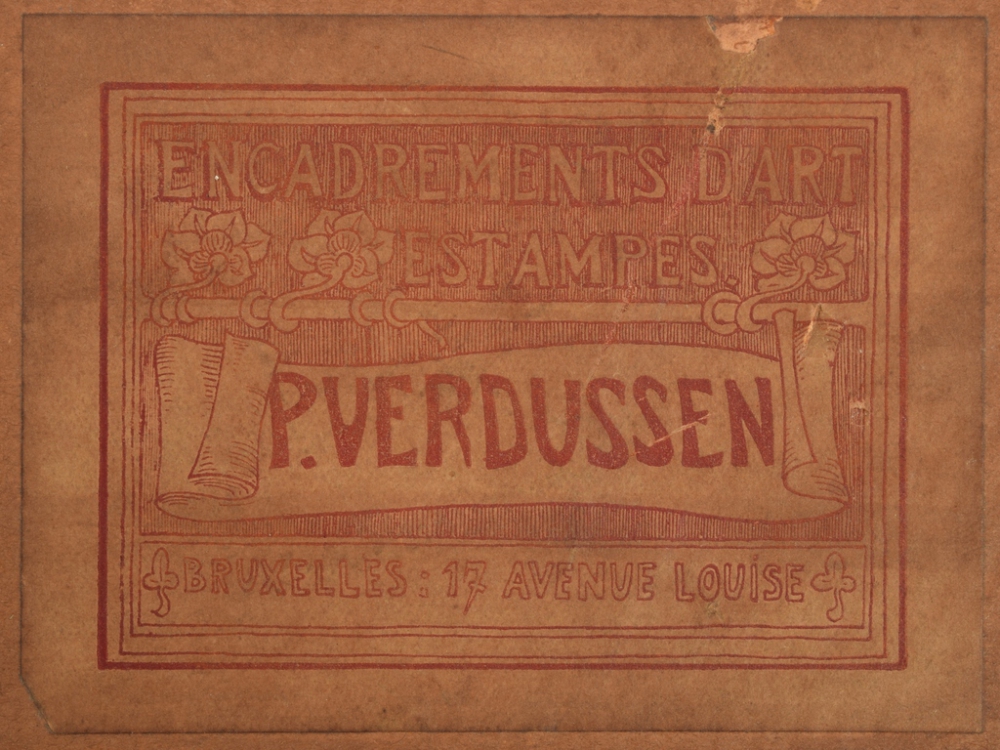 ENCADREMENTS D'ART
ESTAMPES.
P.VERDUSSEN
BRUXELLES : 17 AVENUE LOUISE